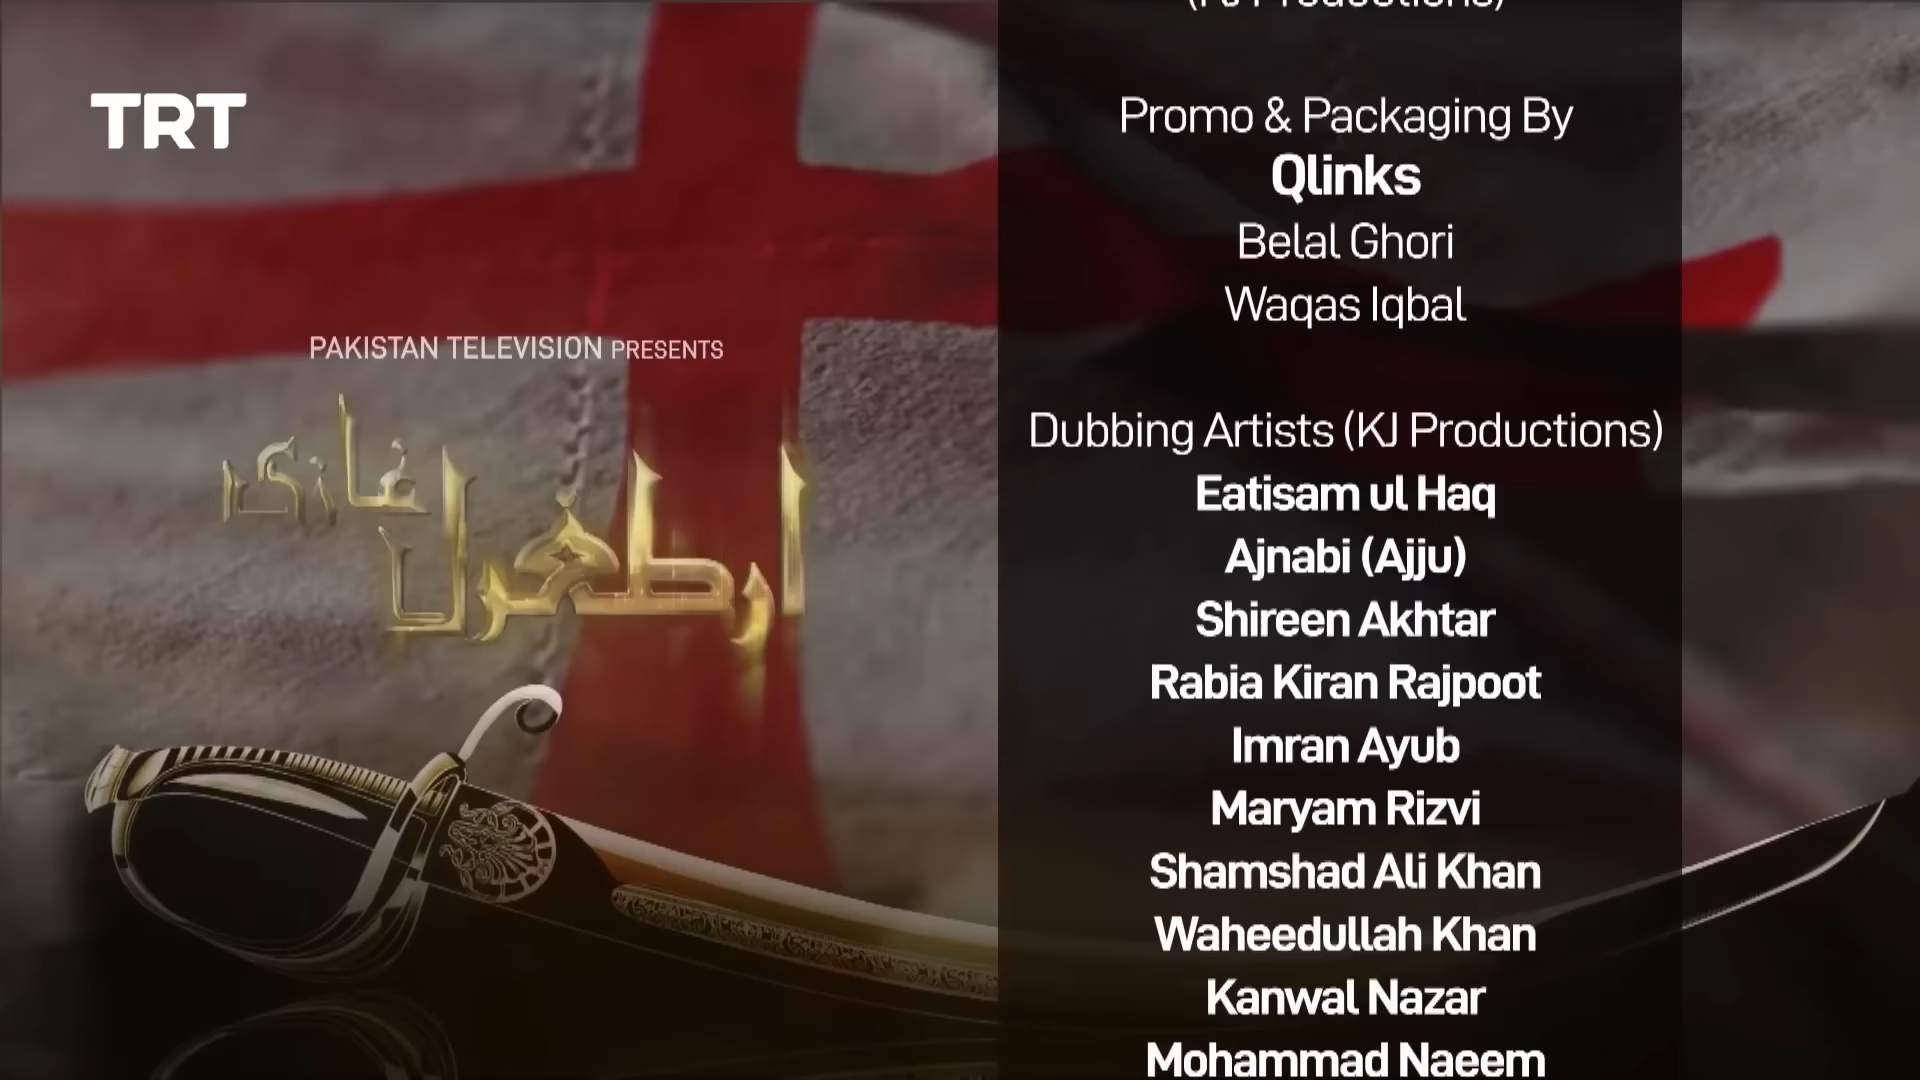 TRT
PAKISTAN TELEVISION PRESENTS
ارطغرل
غازی
Promo & Packaging By
Qlinks
Belal Ghori
Waqas Iqbal
Dubbing Artists (KJ Productions)
Eatisam ul Haq
Ajnabi (Ajju)
Shireen Akhtar
Rabia Kiran Rajpoot
Imran Ayub
Maryam Rizvi
Shamshad Ali Khan
Waheedullah Khan
Kanwal Nazar
Mohammad Naeem